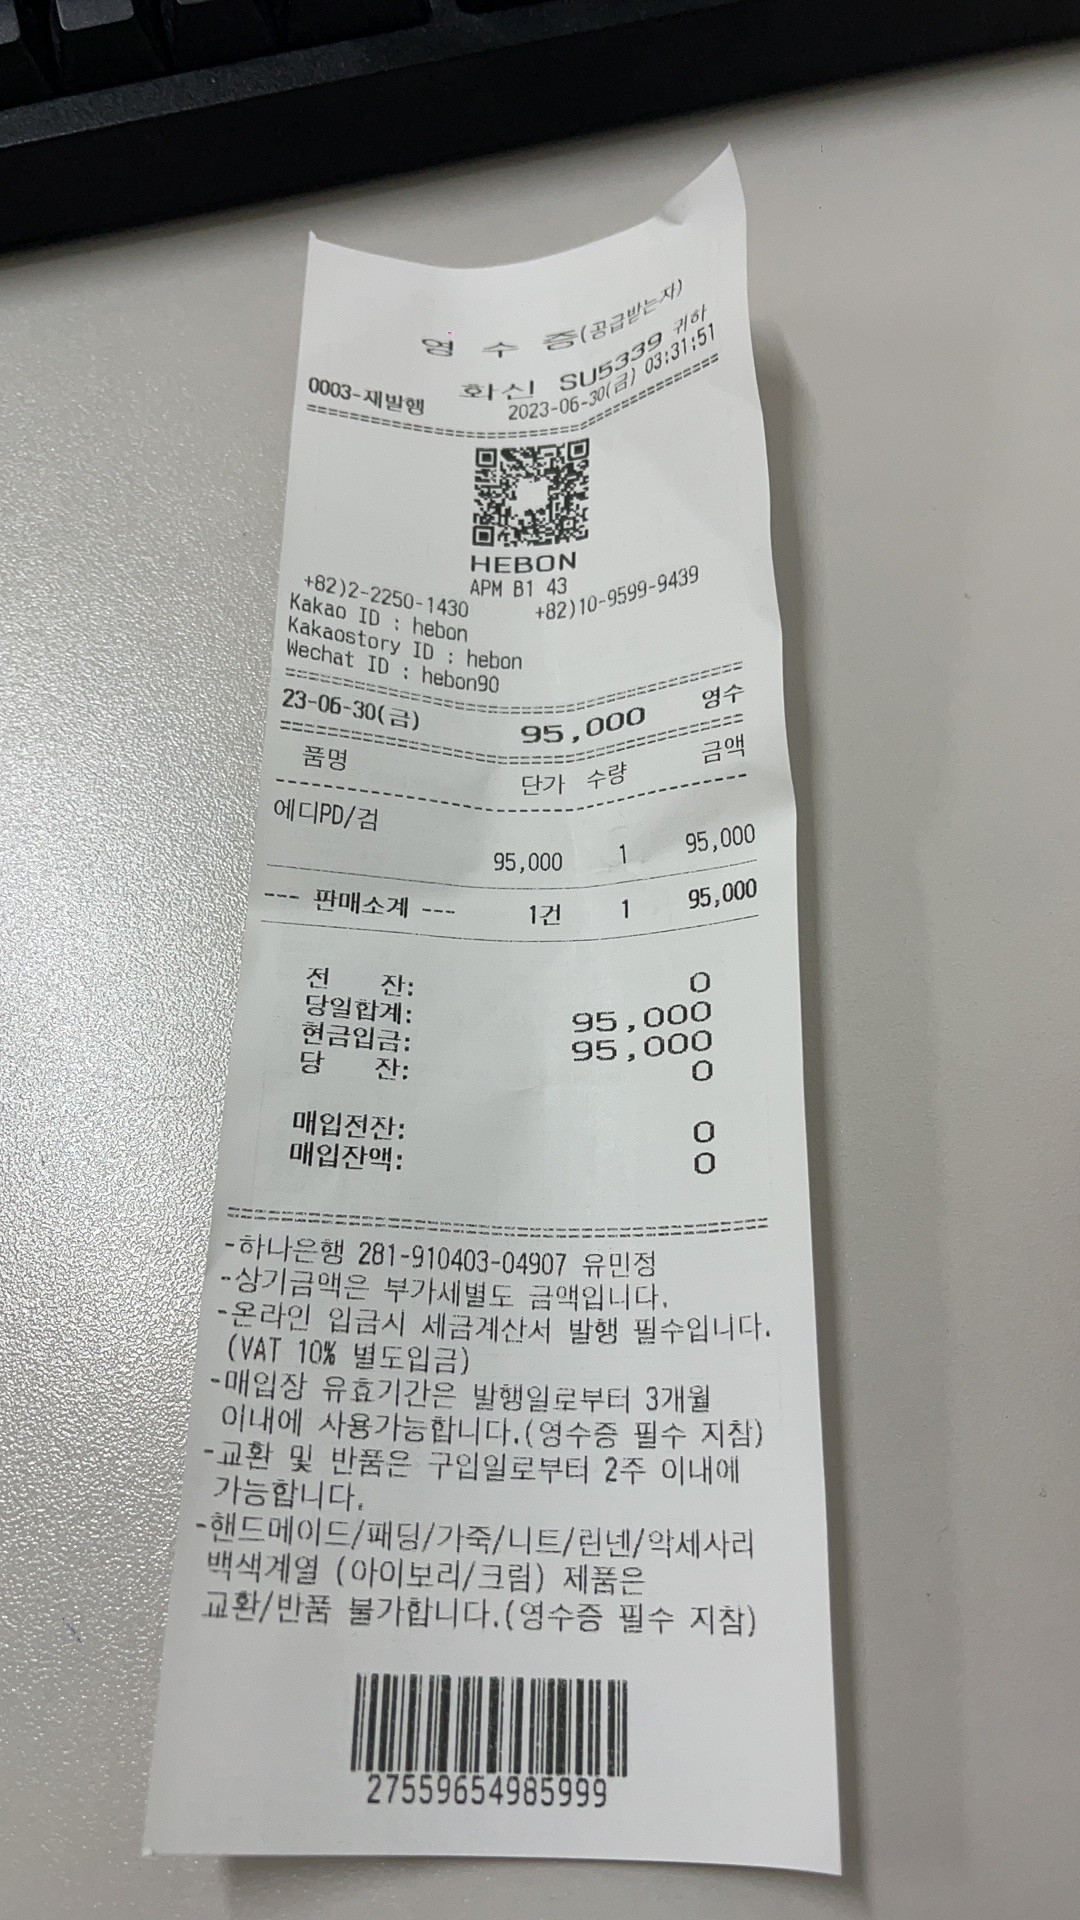 영 수 증(공급받는자)
화신 SU5339 귀하
0003-재발행 2023-06-30(금) 03:31:51
HEBON
APM B1 43
+82)2-2250-1430 +82)10-9599-9439
Kakao ID : hebon
Kakaostory ID : hebon
Wechat ID : hebon90
23-06-30(금) 95,000 영수
품명 단가 수량 금액
에디PD/검
95,000 1 95,000
--- 판매소계 --- 1건 1 95,000
전 잔: 0
당일합계: 95,000
현금입금: 95,000
당 잔: 0
매입전잔: 0
매입잔액: 0
-하나은행 281-910403-04907 유민정
-상기금액은 부가세별도 금액입니다.
-온라인 입금시 세금계산서 발행 필수입니다.
(VAT 10% 별도입금)
-매입장 유효기간은 발행일로부터 3개월
이내에 사용가능합니다.(영수증 필수 지참)
-교환 및 반품은 구입일로부터 2주 이내에
가능합니다.
-핸드메이드/패딩/가죽/니트/린넨/악세사리
백색계열 (아이보리/크림) 제품은
교환/반품 불가합니다.(영수증 필수 지참)
27559654985999